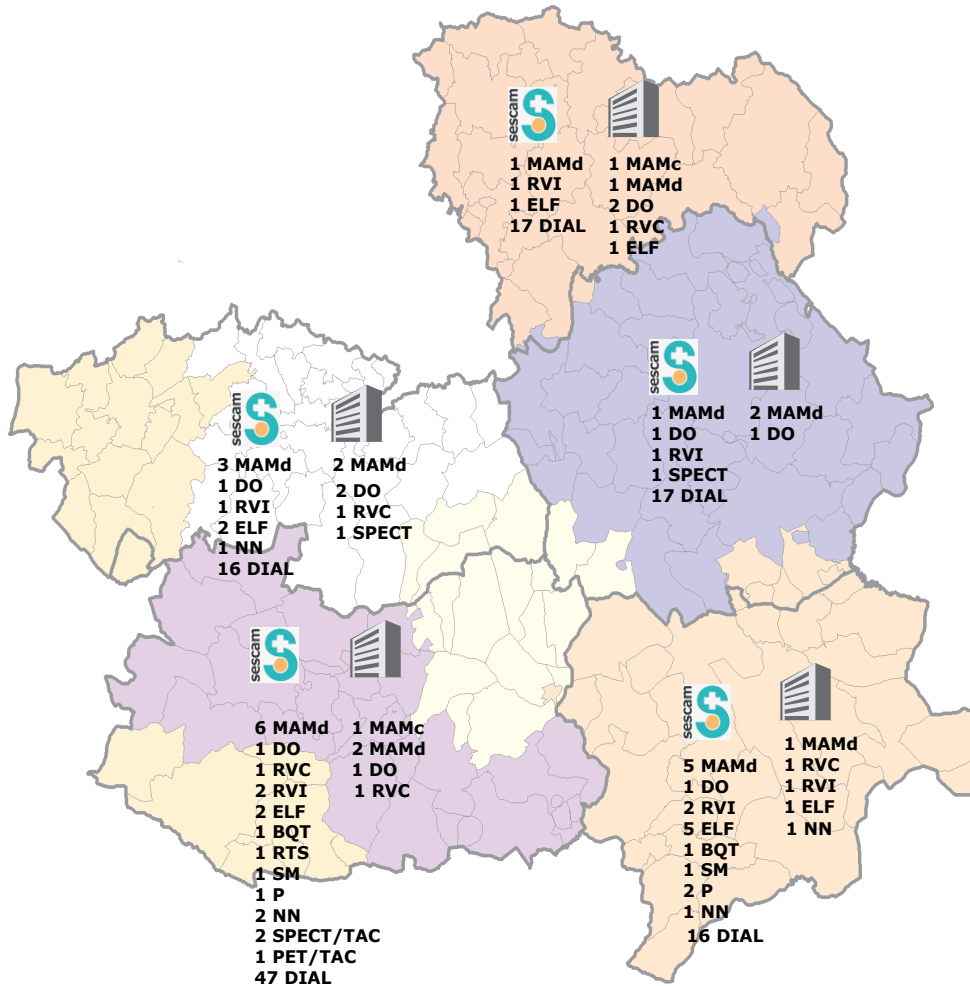 sescam
1 MAMd
1 RVI
1 ELF
17 DIAL
1 MAMc
1 MAMd
2 DO
1 RVC
1 ELF
sescam
1 MAMd
1 DO
1 RVI
1 SPECT
17 DIAL
2 MAMd
1 DO
sescam
3 MAMd
1 DO
1 RVI
2 ELF
1 NN
16 DIAL
2 MAMd
2 DO
1 RVC
1 SPECT
sescam
6 MAMd
1 DO
1 RVC
2 RVI
2 ELF
1 BQT
1 RTS
1 SM
1 P
2 NN
2 SPECT/TAC
1 PET/TAC
47 DIAL
1 MAMc
2 MAMd
1 DO
1 RVC
sescam
5 MAMd
1 DO
2 RVI
5 ELF
1 BQT
1 SM
2 P
1 NN
16 DIAL
1 MAMd
1 RVC
1 RVI
1 ELF
1 NN